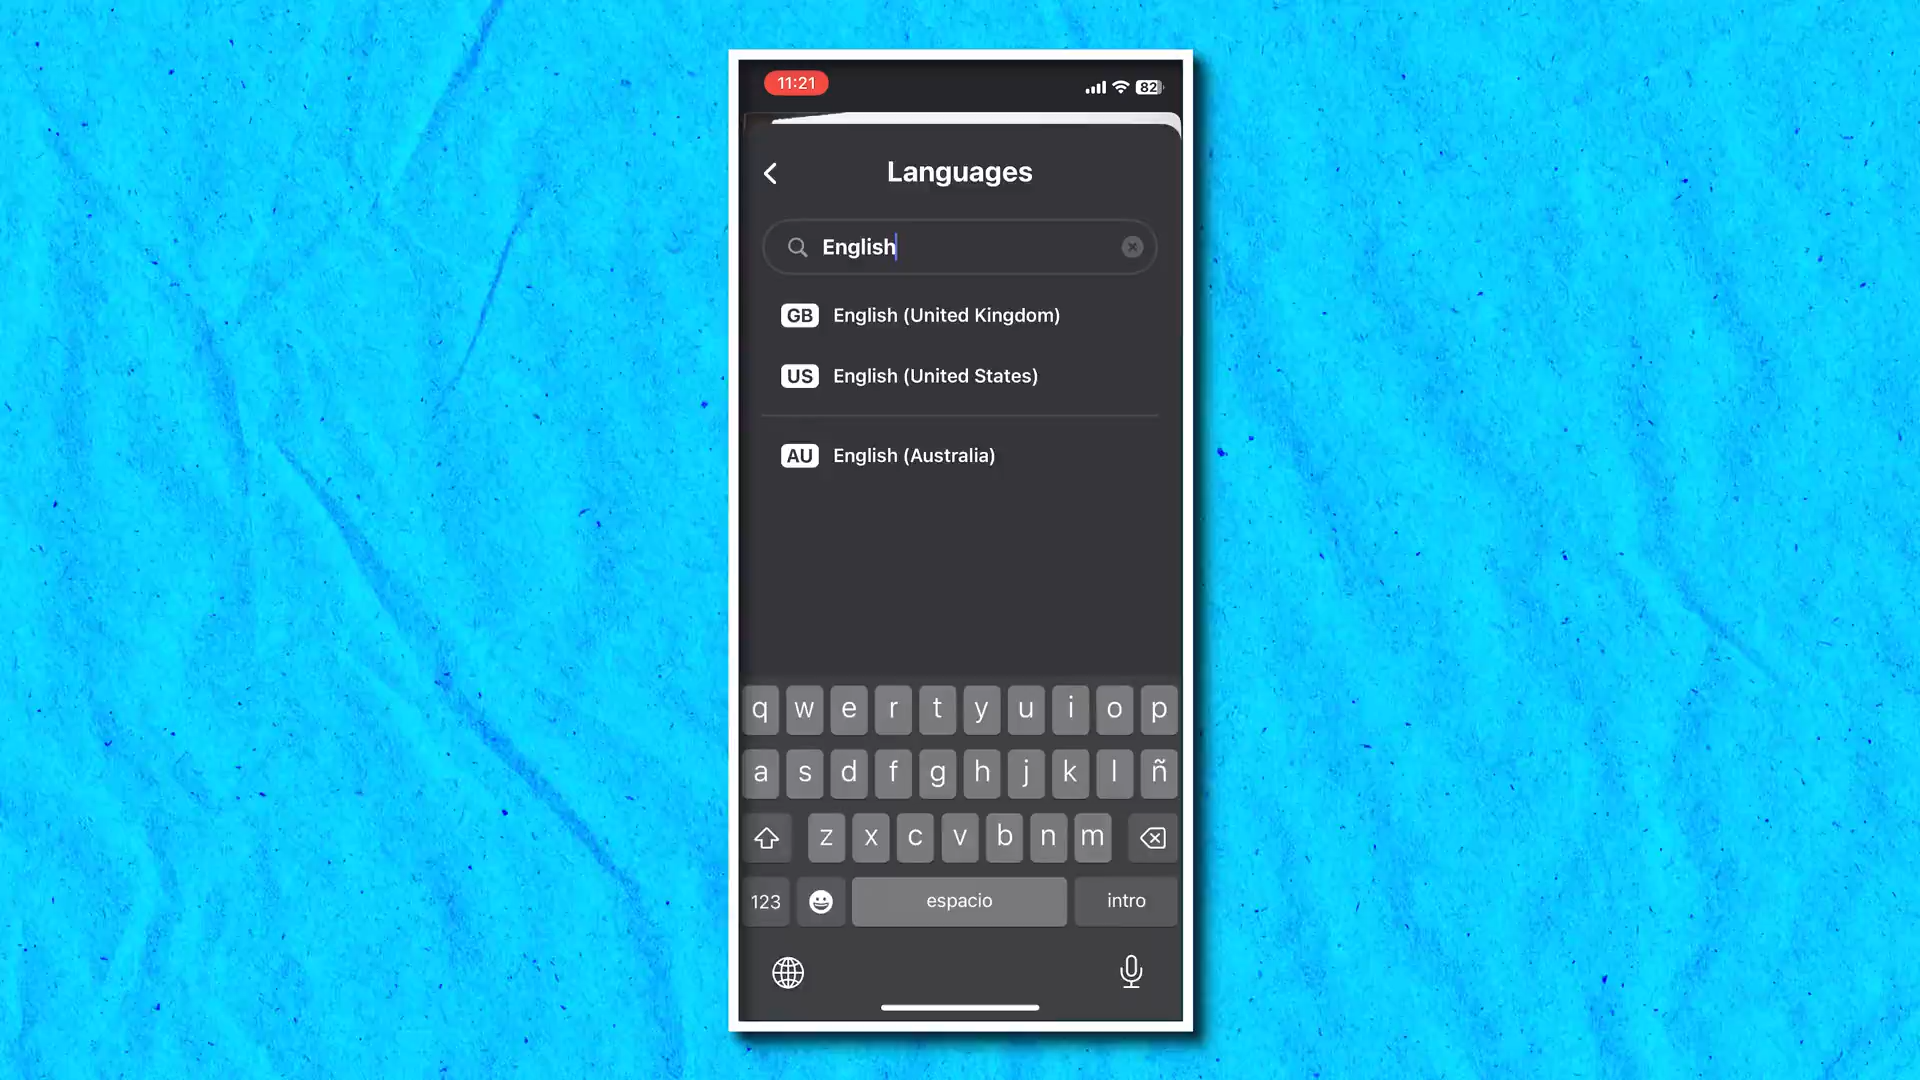 11:21
82
Languages
English
GB English (United Kingdom)
US English (United States)
AU English (Australia)
q w e r t y u i o p
a s d f g h j k l ñ
z x c v b n m
123 espacio intro